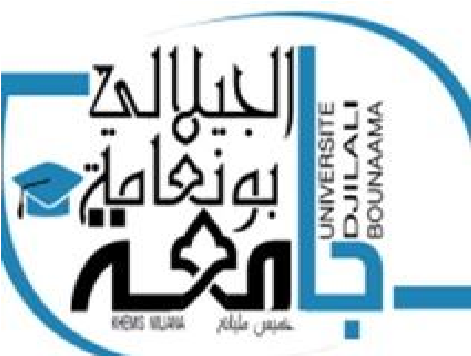 الجيلالي
بونعامة
جامعة
UNIVERSITE
DJILALI
BOUNAAMA
KHEMIS MILIANA
خميس مليانة